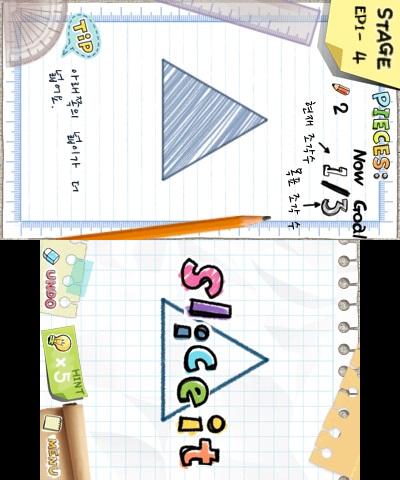 STAGE
EP1- 4
PIECES:
Now Goal
2
1/3
현재 조각수
목표 조각 수
TiP
아래쪽의 넓이가 더
넓어요.
slice it
UNDO
HINT
x 5
MENU